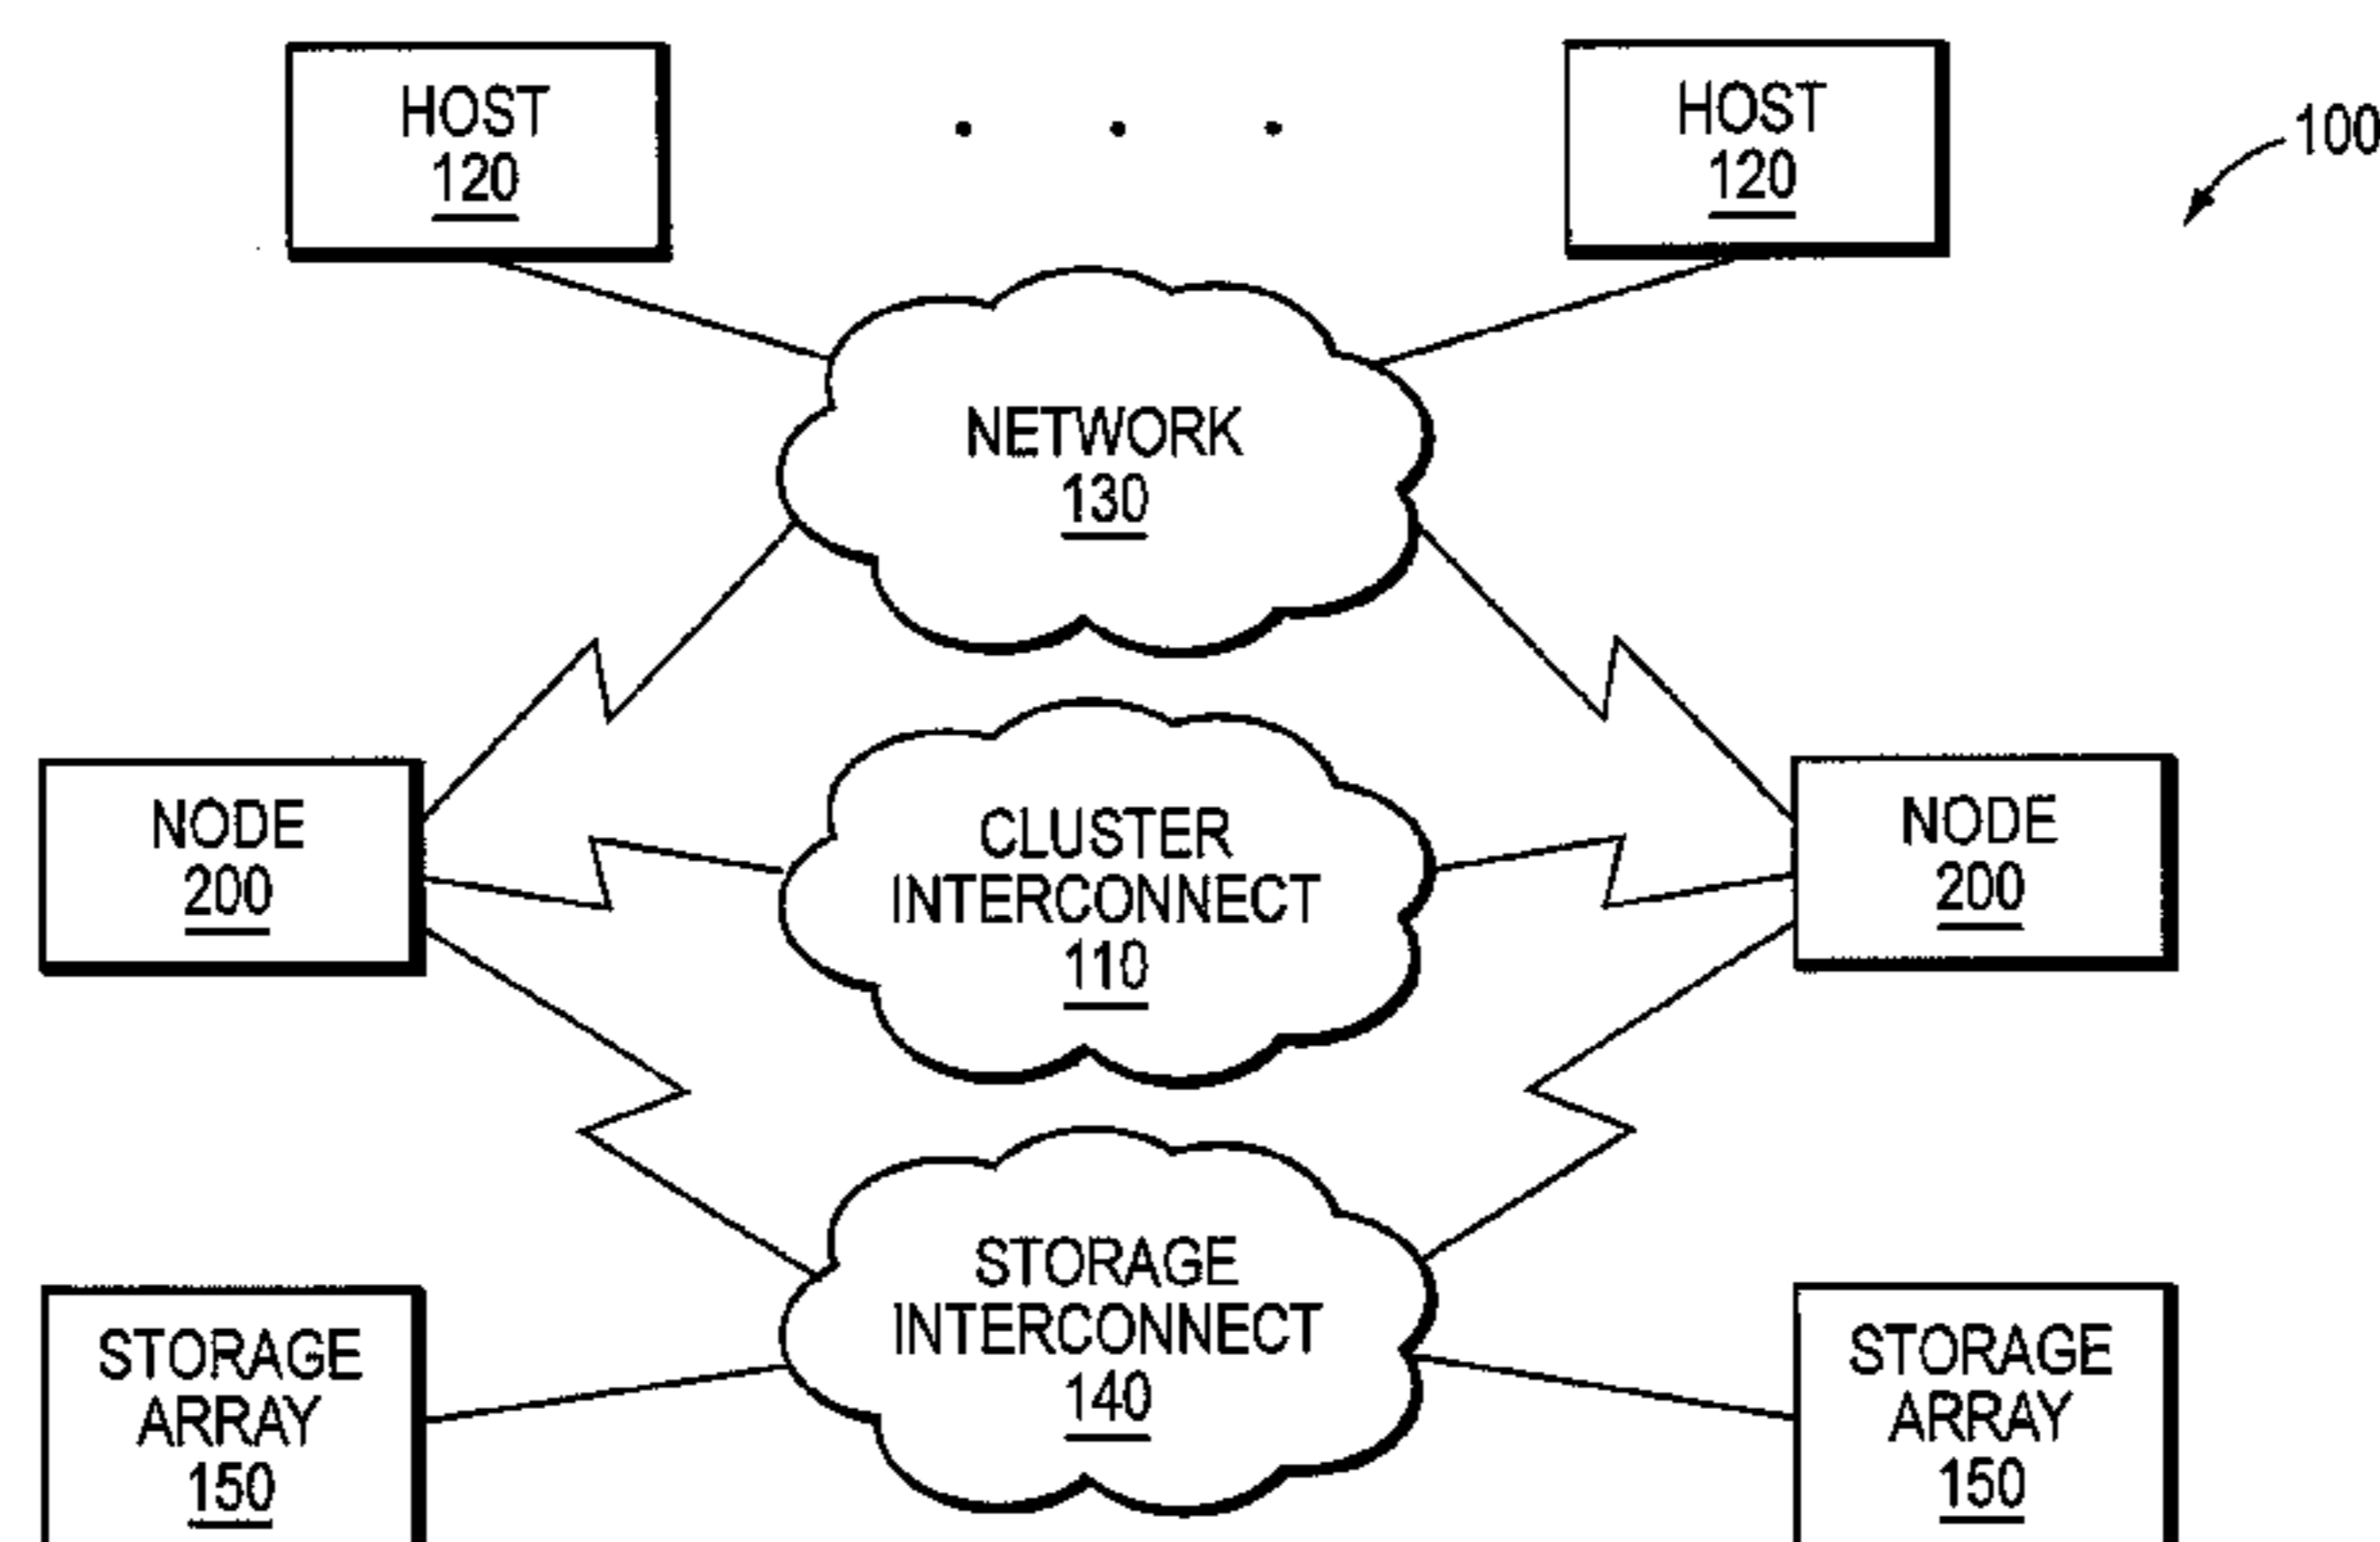 HOST
120
. . .
HOST
120
100
NETWORK
130
NODE
200
CLUSTER
INTERCONNECT
110
NODE
200
STORAGE
INTERCONNECT
140
STORAGE
ARRAY
150
STORAGE
ARRAY
150